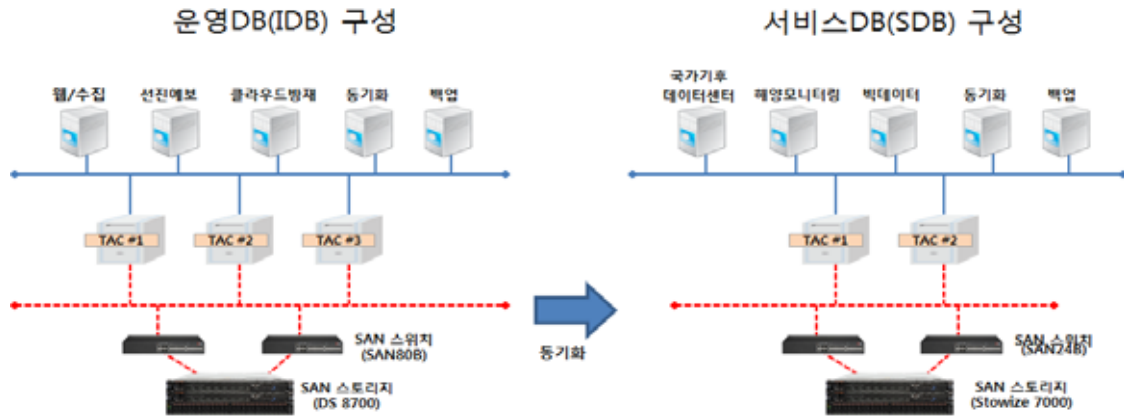 운영DB(IDB) 구성
서비스DB(SDB) 구성
웹/수집
선진예보
클라우드방재
동기화
백업
국가기후
데이터센터
해양모니터링
빅데이터
동기화
백업
TAC #1
TAC #2
TAC #3
TAC #1
TAC #2
SAN 스위치
(SAN80B)
동기화
SAN 스위치
(SAN24B)
SAN 스토리지
(DS 8700)
SAN 스토리지
(Stowize 7000)